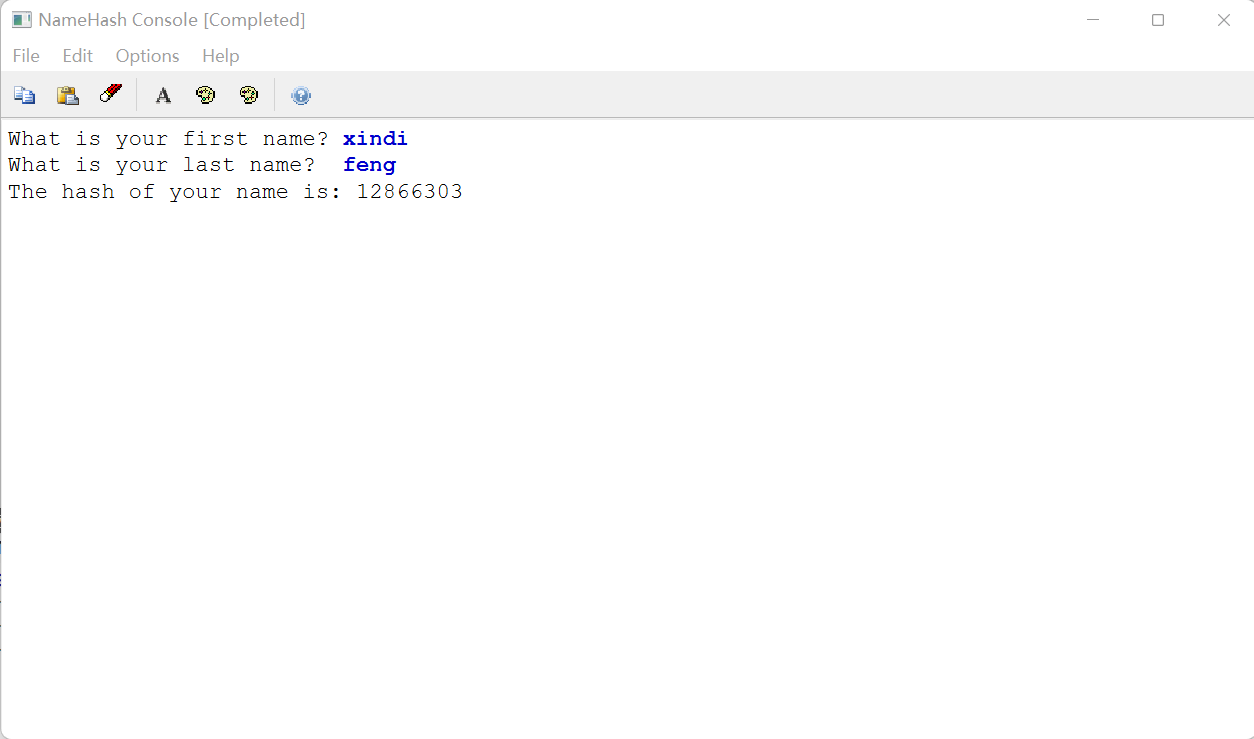 NameHash Console [Completed]
File Edit Options Help
A
What is your first name? xindi
What is your last name?  feng
The hash of your name is: 12866303